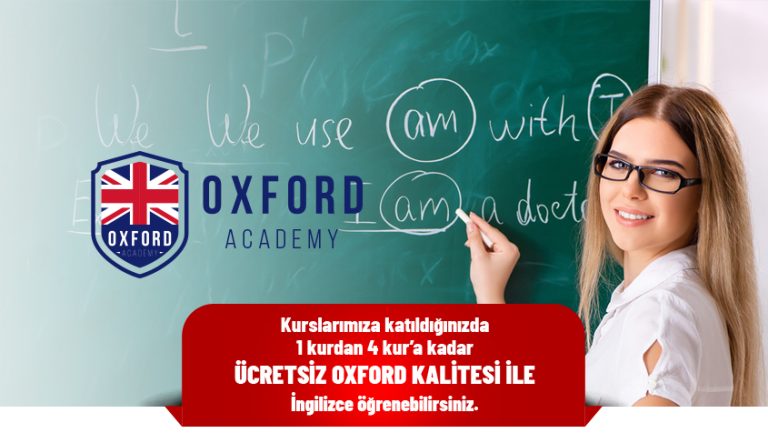 We We use am with I
I am a docto
OXFORD
ACADEMY
OXFORD
ACADEMY
Kurslarımıza katıldığınızda
1 kurdan 4 kur’a kadar
ÜCRETSİZ OXFORD KALİTESİ İLE
İngilizce öğrenebilirsiniz.